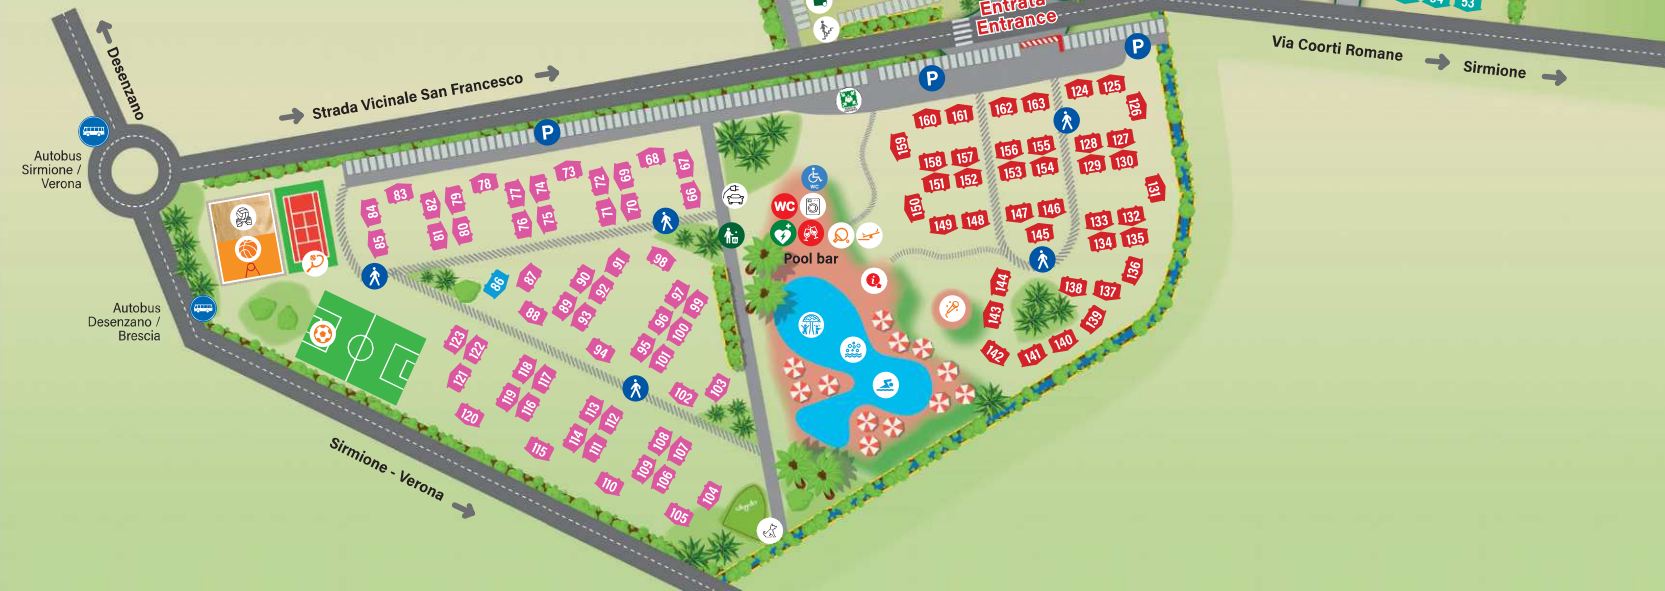 Entrata
Entrance
54 53
Via Coorti Romane
Sirmione
Desenzano
Strada Vicinale San Francesco
P
P
P
Autobus
Sirmione /
Verona
Autobus
Desenzano /
Brescia
Sirmione - Verona
WC
WC
Pool bar
i
84 83 82 79 78 77 74 73 72 69 68 67
85 81 80 76 75 71 70 66
86 87 90 91 98
88 89 92 93 97 99
94 96 100 95 101
123 122 121 120
118 117 119 116
113 112 114 111 115 110
102 103
108 107 109 106
104 105
160 161 162 163 124 125 126
159 158 157 156 155 128 127
151 152 153 154 129 130 131
150 149 148 147 146 145
133 132 134 135 136
144 143 142 141 140 139 138 137